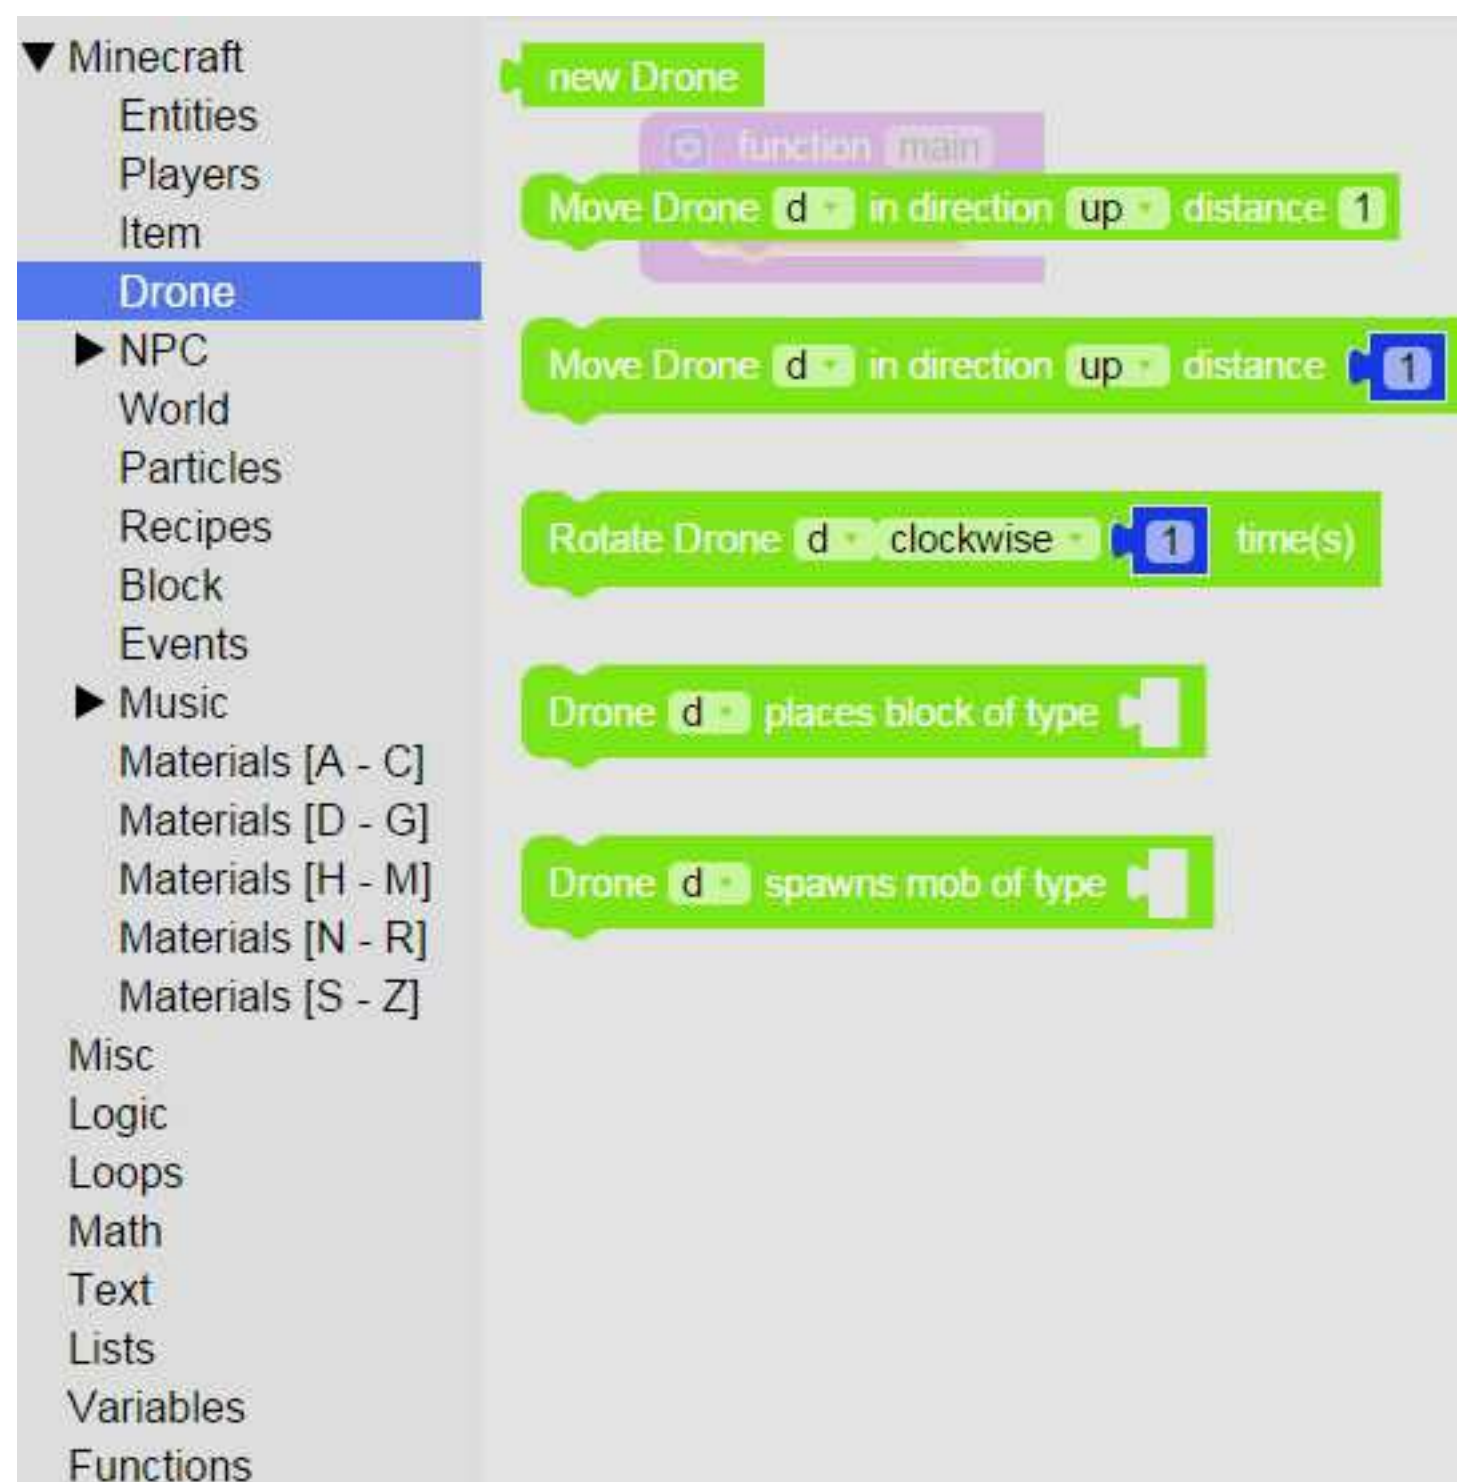 ▼ Minecraft
Entities
Players
Item
Drone
▶ NPC
World
Particles
Recipes
Block
Events
▶ Music
Materials [A - C]
Materials [D - G]
Materials [H - M]
Materials [N - R]
Materials [S - Z]
Misc
Logic
Loops
Math
Text
Lists
Variables
Functions
new Drone
function main
Move Drone d in direction up distance 1
Move Drone d in direction up distance 1
Rotate Drone d clockwise 1 time(s)
Drone d places block of type
Drone d spawns mob of type